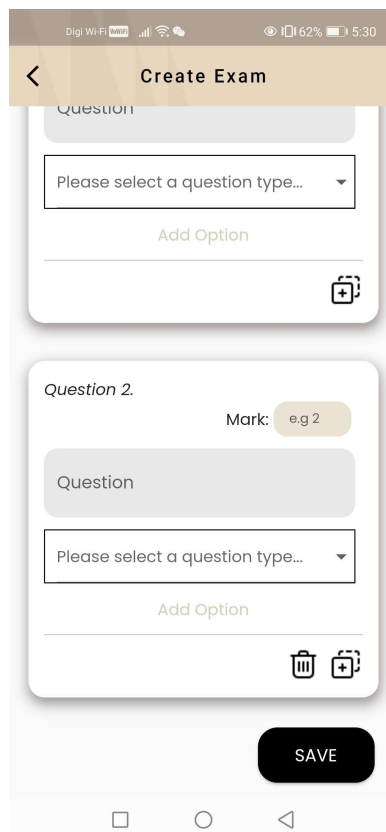 Digi Wi-Fi VoWiFi 62% 5:30
Create Exam
Question
Please select a question type...
Add Option
Question 2.
Mark: e.g 2
Question
Please select a question type...
Add Option
SAVE